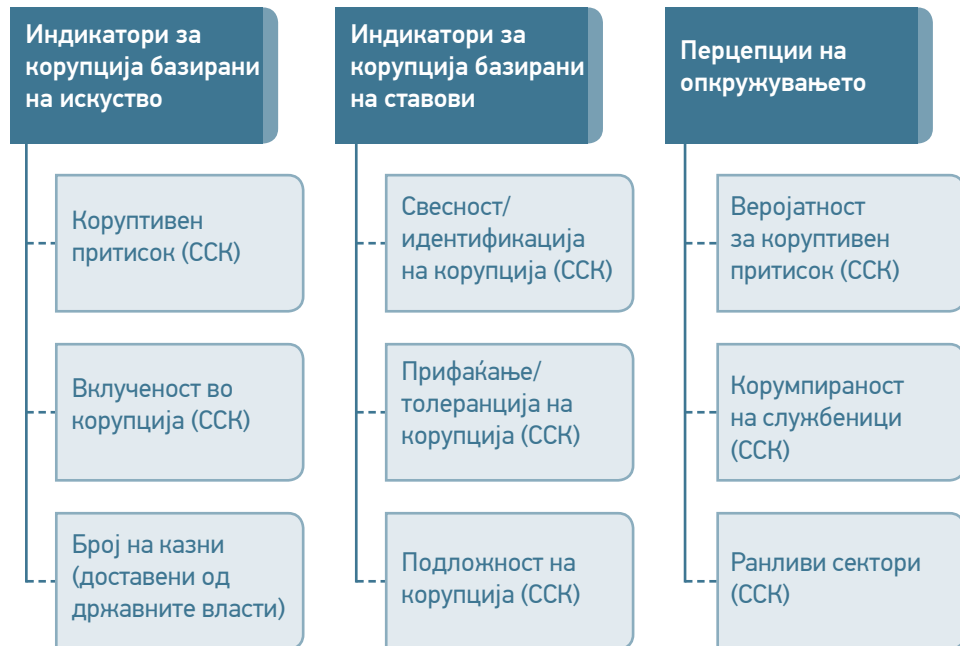 Индикатори за
корупција базирани
на искуство
Коруптивен
притисок (ССК)
Вклученост во
корупција (ССК)
Број на казни
(доставени од
државните власти)
Индикатори за
корупција базирани
на ставови
Свесност/
идентификација
на корупција (ССК)
Прифаќање/
толеранција на
корупција (ССК)
Подложност на
корупција (ССК)
Перцепции на
опкружувањето
Веројатност
за коруптивен
притисок (ССК)
Корумпираност
на службеници
(ССК)
Ранливи сектори
(ССК)